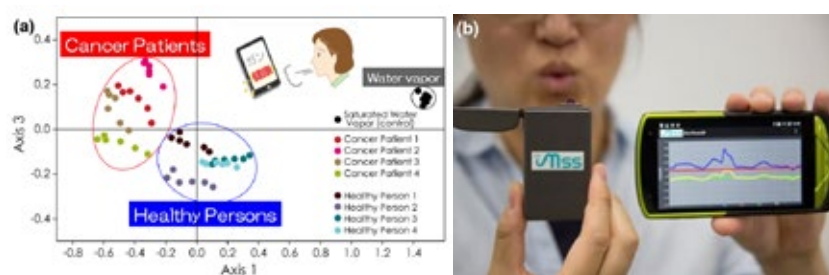 (a)
Cancer Patients
ガン
Water vapor
Saturated Water
Vapor (control)
Cancer Patient 1
Cancer Patient 2
Cancer Patient 3
Cancer Patient 4
Healthy Person 1
Healthy Person 2
Healthy Person 3
Healthy Person 4
Healthy Persons
Axis 3
0.4
0.2
0.0
-0.2
-0.4
-0.8 -0.6 -0.4 -0.2 0.0 0.2 0.4 0.6 0.8 1.0 1.2 1.4
Axis 1
(b)
iMSS